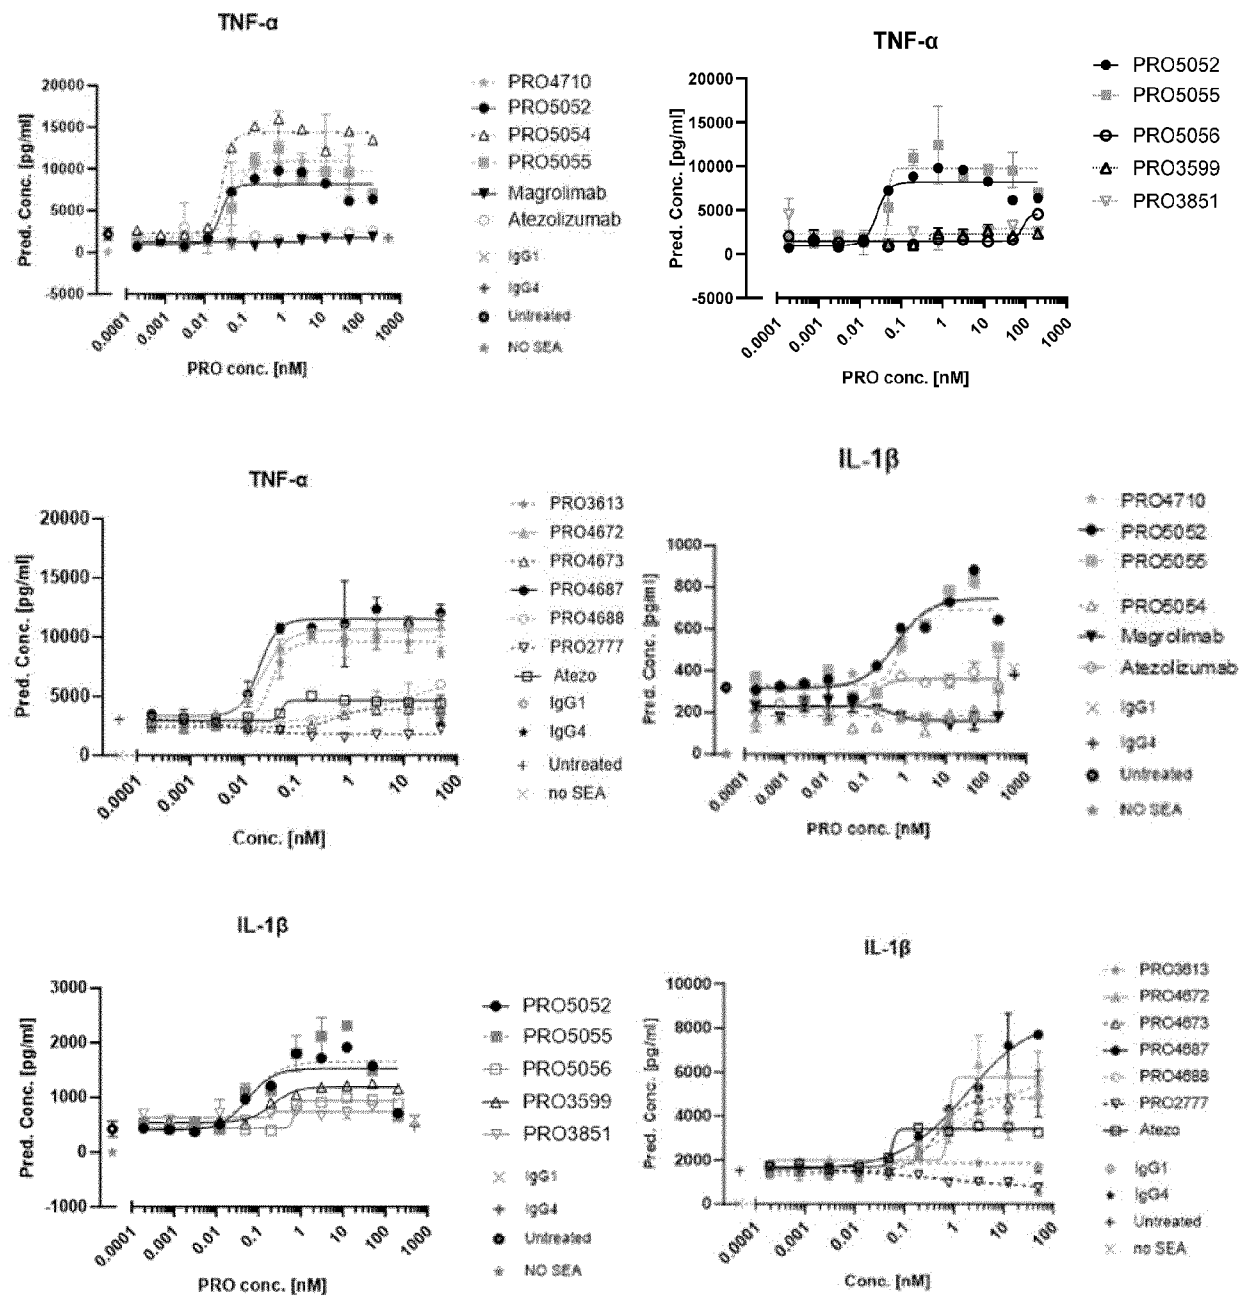 TNF-α
Pred. Conc. [pg/ml]
20000
15000
10000
5000
0
-5000
0.0001
0.001
0.01
0.1
1
10
100
1000
PRO conc. [nM]
PRO4710
PRO5052
PRO5054
PRO5055
Magrolimab
Atezolizumab
IgG1
IgG4
Untreated
NO SEA
TNF-α
Pred. Conc. [pg/ml]
20000
15000
10000
5000
0
-5000
0.0001
0.001
0.01
0.1
1
10
100
1000
PRO conc. [nM]
PRO5052
PRO5055
PRO5056
PRO3599
PRO3851
TNF-α
Pred. Conc. [pg/ml]
20000
15000
10000
5000
0
0.0001
0.001
0.01
0.1
1
10
100
Conc. [nM]
PRO3613
PRO4672
PRO4673
PRO4687
PRO4688
PRO2777
Atezo
IgG1
IgG4
Untreated
no SEA
IL-1β
Pred. Conc. [pg/ml]
1000
800
600
400
200
0
0.0001
0.001
0.01
0.1
1
10
100
1000
PRO conc. [nM]
PRO4710
PRO5052
PRO5055
PRO5054
Magrolimab
Atezolizumab
IgG1
IgG4
Untreated
NO SEA
IL-1β
Pred. Conc. [pg/ml]
3000
2000
1000
0
-1000
0.0001
0.001
0.01
0.1
1
10
100
1000
PRO conc. [nM]
PRO5052
PRO5055
PRO5056
PRO3599
PRO3851
IgG1
IgG4
Untreated
NO SEA
IL-1β
Pred. Conc. [pg/ml]
10000
8000
6000
4000
2000
0
0.0001
0.001
0.01
0.1
1
10
100
Conc. [nM]
PRO3613
PRO4672
PRO4673
PRO4687
PRO4688
PRO2777
Atezo
IgG1
IgG4
Untreated
no SEA